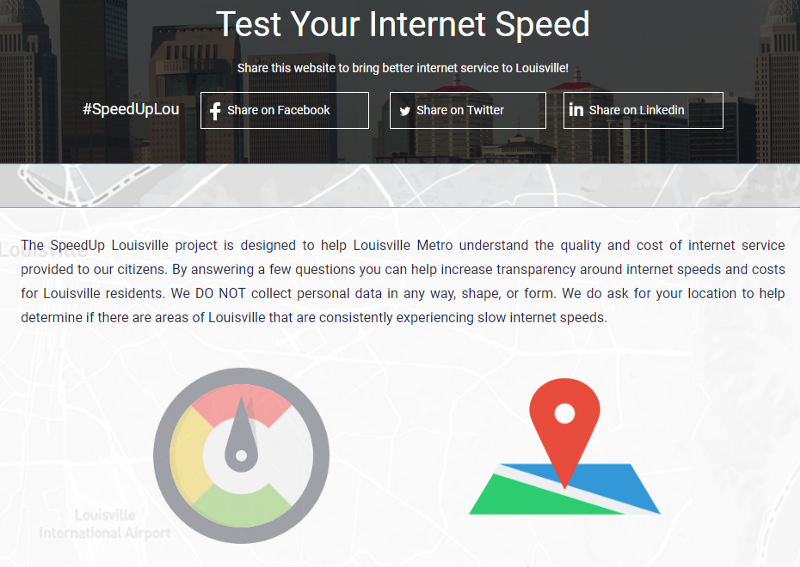 Test Your Internet Speed
Share this website to bring better internet service to Louisville!
#SpeedUpLou
Share on Facebook
Share on Twitter
Share on Linkedin
Louisville
The SpeedUp Louisville project is designed to help Louisville Metro understand the quality and cost of internet service
provided to our citizens. By answering a few questions you can help increase transparency around internet speeds and costs
for Louisville residents. We DO NOT collect personal data in any way, shape, or form. We do ask for your location to help
determine if there are areas of Louisville that are consistently experiencing slow internet speeds.
Louisville
International Airport